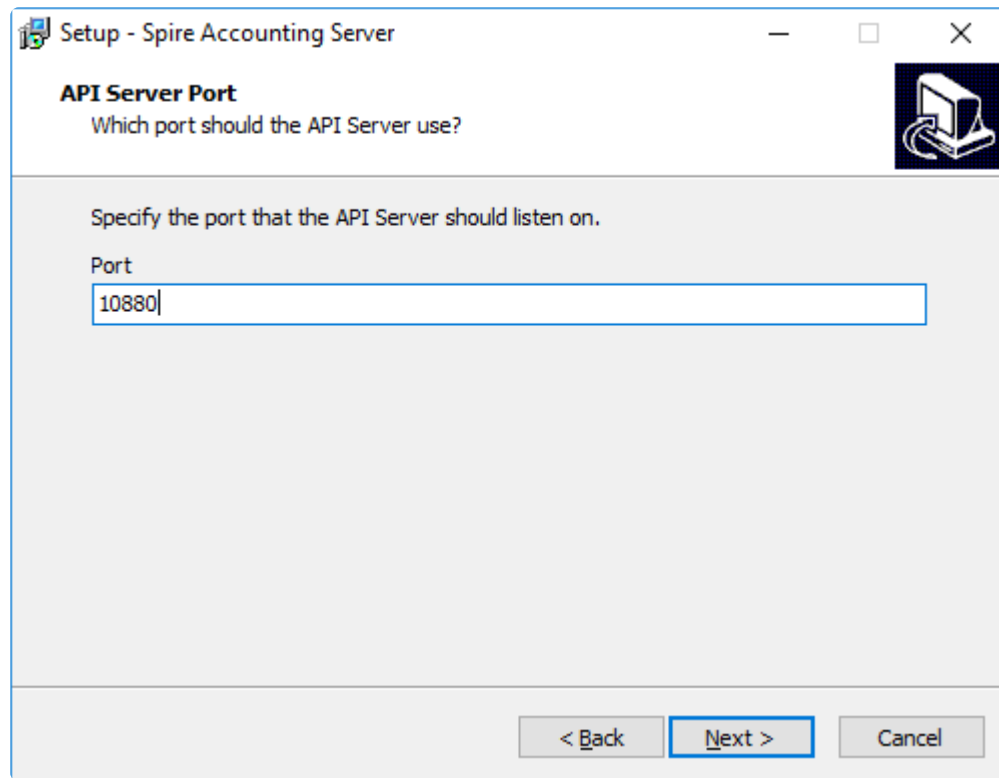 Setup - Spire Accounting Server
API Server Port
Which port should the API Server use?
Specify the port that the API Server should listen on.
Port
10880
< Back Next > Cancel